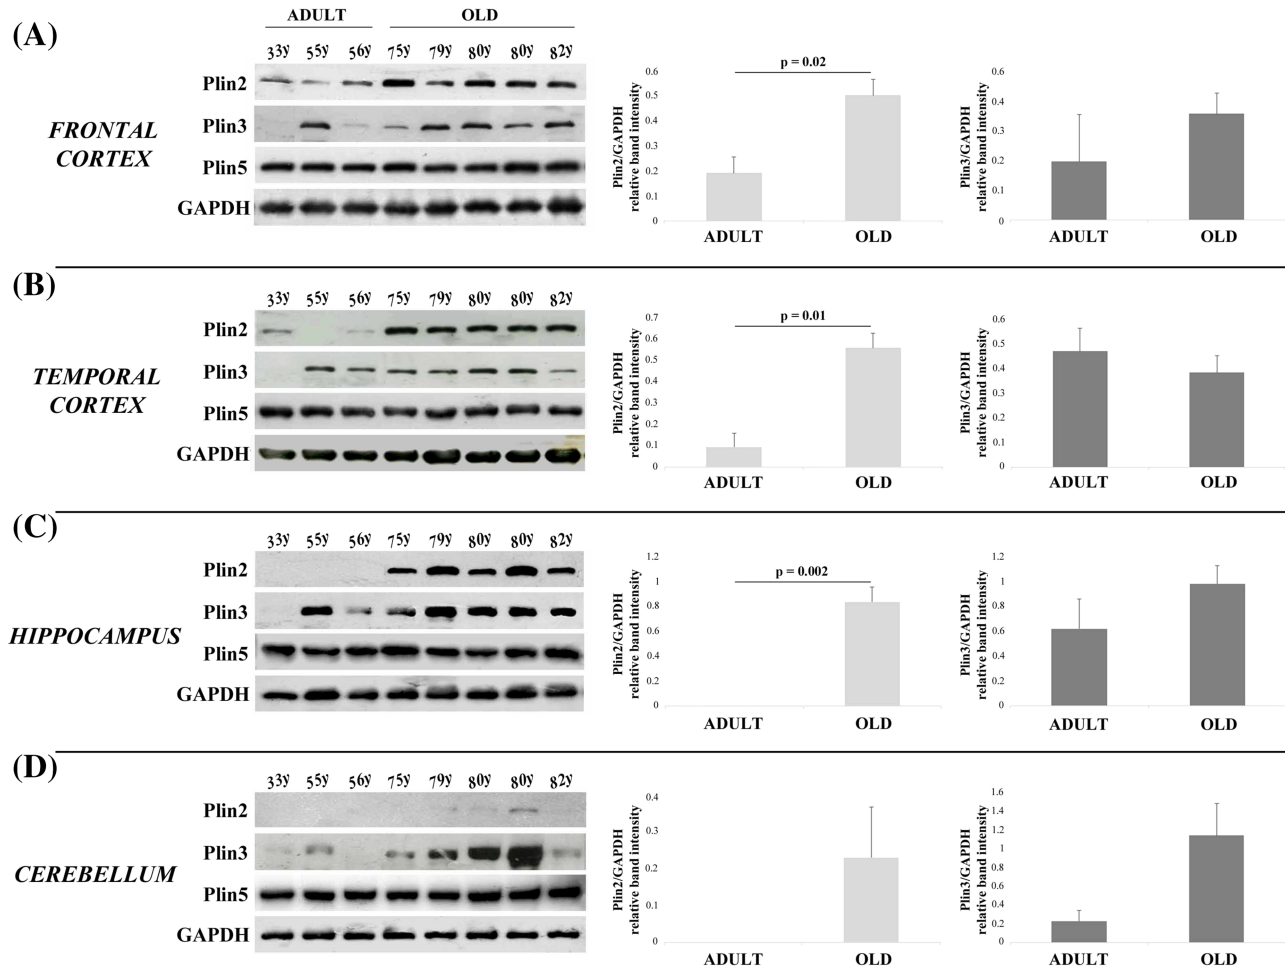 ADULT OLD
(A)
33y 55y 56y 75y 79y 80y 80y 82y
Plin2
Plin3
Plin5
GAPDH
FRONTAL
CORTEX
Plin2/GAPDH
relative band intensity
0.6
0.5
0.4
0.3
0.2
0.1
0
p = 0.02
ADULT OLD
Plin3/GAPDH
relative band intensity
0.6
0.4
0.3
0.2
0.1
0
ADULT OLD
(B)
33y 55y 56y 75y 79y 80y 80y 82y
Plin2
Plin3
Plin5
GAPDH
TEMPORAL
CORTEX
Plin2/GAPDH
relative band intensity
0.7
0.6
0.5
0.4
0.3
0.2
0.1
0
p = 0.01
ADULT OLD
Plin3/GAPDH
relative band intensity
0.6
0.5
0.4
0.3
0.2
0.1
0
ADULT OLD
(C)
33y 55y 56y 75y 79y 80y 80y 82y
Plin2
Plin3
Plin5
GAPDH
HIPPOCAMPUS
Plin2/GAPDH
relative band intensity
1.2
1
0.8
0.6
0.4
0.2
0
p = 0.002
ADULT OLD
Plin3/GAPDH
relative band intensity
1.2
1
0.8
0.6
0.4
0.2
0
ADULT OLD
(D)
33y 55y 56y 75y 79y 80y 80y 82y
Plin2
Plin3
Plin5
GAPDH
CEREBELLUM
Plin2/GAPDH
relative band intensity
0.4
0.3
0.2
0.1
0
ADULT OLD
Plin3/GAPDH
relative band intensity
1.6
1.4
1.2
1
0.8
0.6
0.4
0.2
0
ADULT OLD